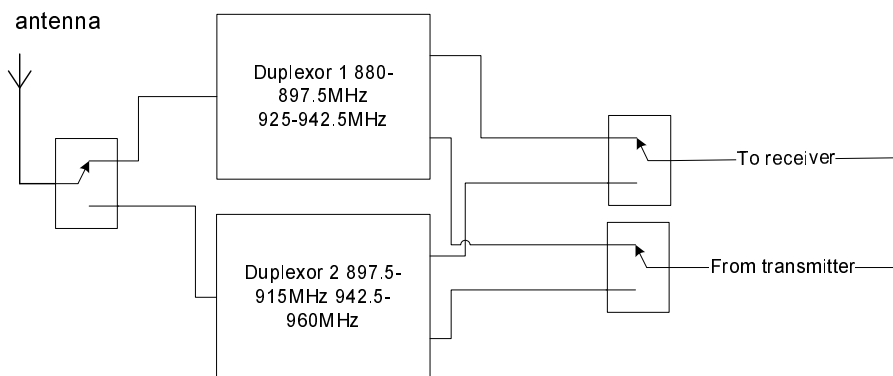 antenna
Duplexor 1 880-
897.5MHz
925-942.5MHz
To receiver
Duplexor 2 897.5-
915MHz 942.5-
960MHz
From transmitter